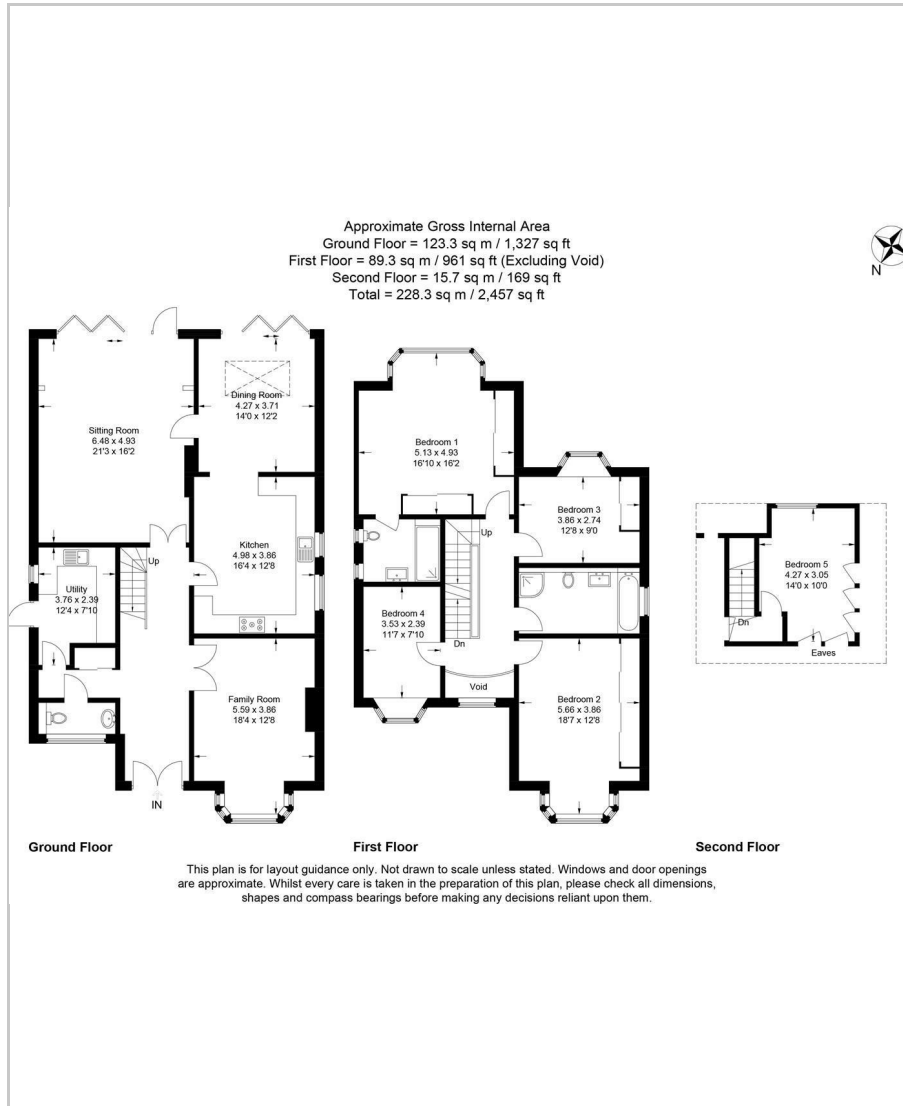 Approximate Gross Internal Area
Ground Floor = 123.3 sq m / 1,327 sq ft
First Floor = 89.3 sq m / 961 sq ft (Excluding Void)
Second Floor = 15.7 sq m / 169 sq ft
Total = 228.3 sq m / 2,457 sq ft
N
Sitting Room
6.48 x 4.93
21'3 x 16'2
Dining Room
4.27 x 3.71
14'0 x 12'2
Kitchen
4.98 x 3.86
16'4 x 12'8
Up
Utility
3.76 x 2.39
12'4 x 7'10
Family Room
5.59 x 3.86
18'4 x 12'8
IN
Ground Floor
Bedroom 1
5.13 x 4.93
16'10 x 16'2
Bedroom 3
3.86 x 2.74
12'8 x 9'0
Up
Bedroom 4
3.53 x 2.39
11'7 x 7'10
Dn
Void
Bedroom 2
5.66 x 3.86
18'7 x 12'8
First Floor
Bedroom 5
4.27 x 3.05
14'0 x 10'0
Dn
Eaves
Second Floor
This plan is for layout guidance only. Not drawn to scale unless stated. Windows and door openings
are approximate. Whilst every care is taken in the preparation of this plan, please check all dimensions,
shapes and compass bearings before making any decisions reliant upon them.